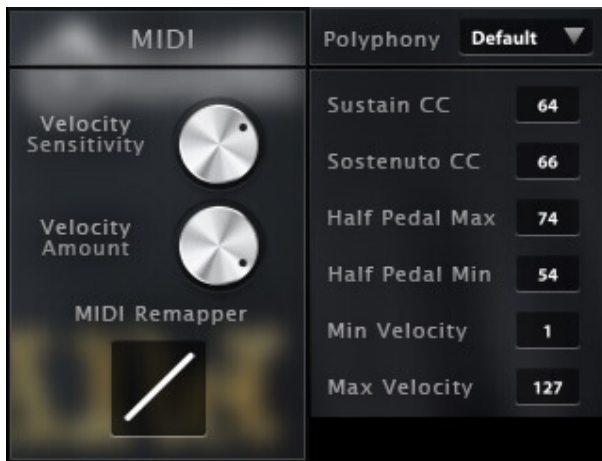 MIDI
Velocity
Sensitivity
Velocity
Amount
MIDI Remapper
Polyphony Default
Sustain CC 64
Sostenuto CC 66
Half Pedal Max 74
Half Pedal Min 54
Min Velocity 1
Max Velocity 127